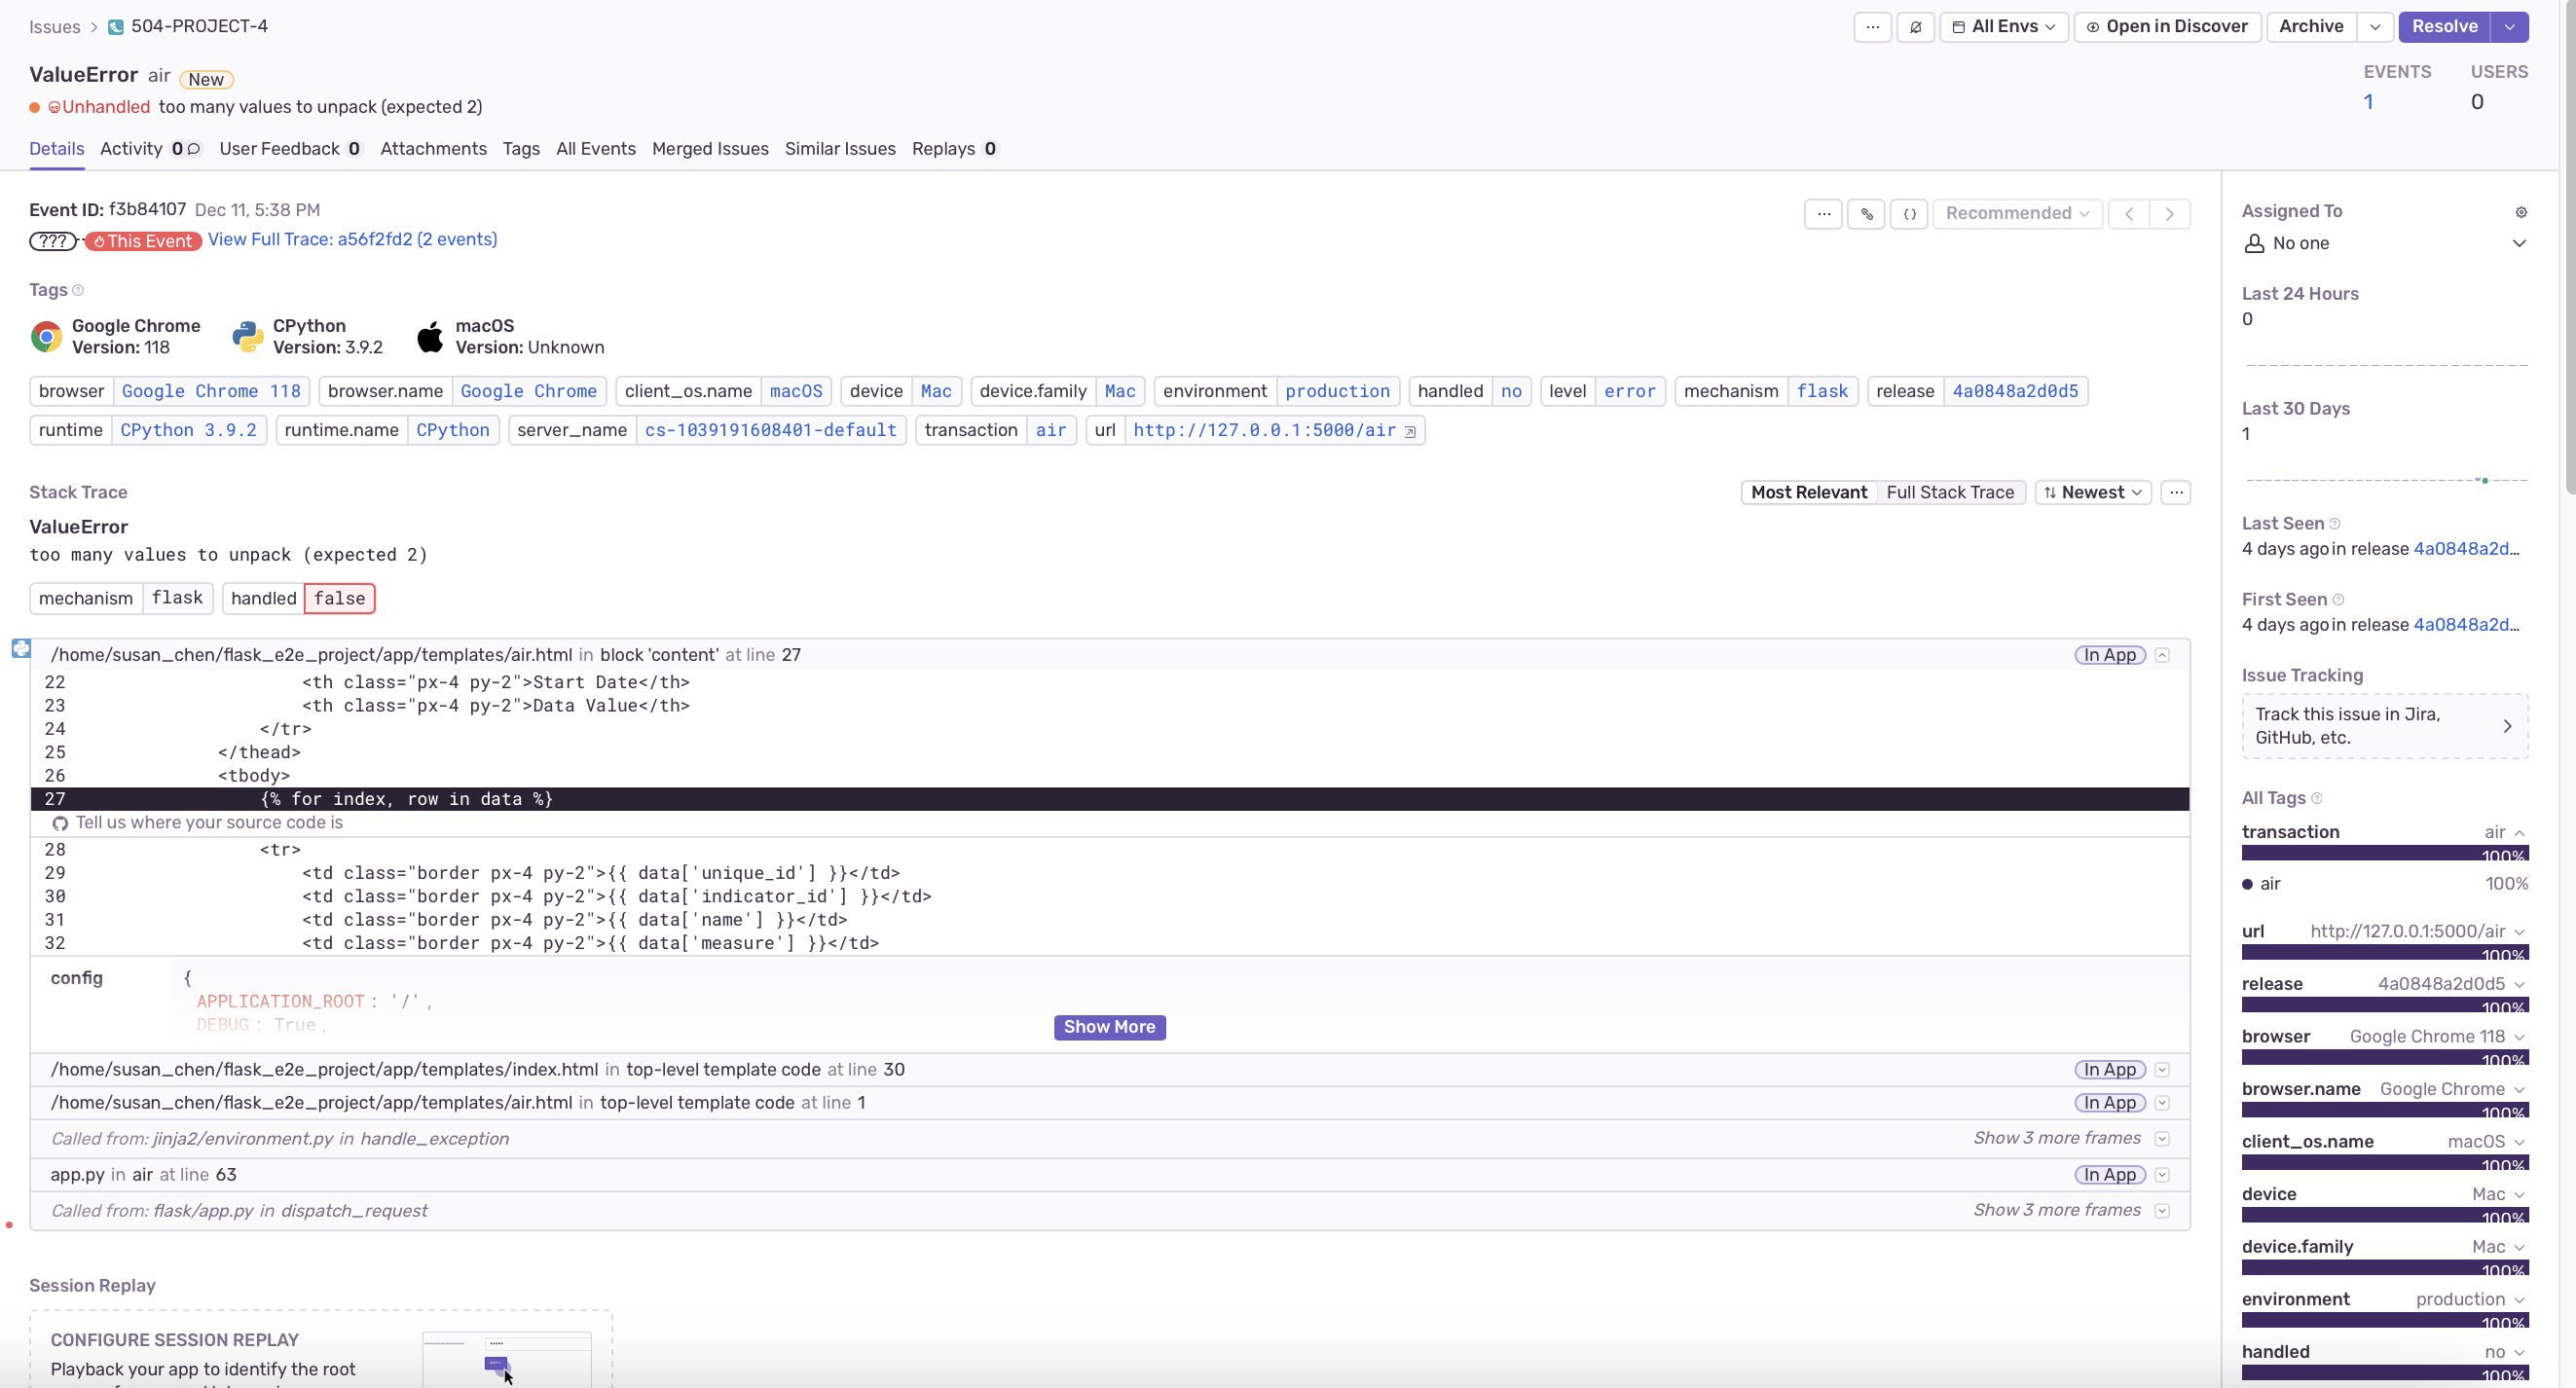 Issues > 504-PROJECT-4
... All Envs Open in Discover Archive Resolve
ValueError air New
EVENTS USERS
Unhandled too many values to unpack (expected 2)
1 0
Details Activity 0 User Feedback 0 Attachments Tags All Events Merged Issues Similar Issues Replays 0
Event ID: f3b84107 Dec 11, 5:38 PM
... {} Recommended
??? This Event View Full Trace: a56f2fd2 (2 events)
Tags ?
Google Chrome
Version: 118
CPython
Version: 3.9.2
macOS
Version: Unknown
browser Google Chrome 118 browser.name Google Chrome client_os.name macOS device Mac device.family Mac environment production handled no level error mechanism flask release 4a0848a2d0d5
runtime CPython 3.9.2 runtime.name CPython server_name cs-1039191608401-default transaction air url http://127.0.0.1:5000/air
Stack Trace
Most Relevant Full Stack Trace Newest ...
ValueError
too many values to unpack (expected 2)
mechanism flask handled false
/home/susan_chen/flask_e2e_project/app/templates/air.html in block 'content' at line 27 In App
22 <th class="px-4 py-2">Start Date</th>
23 <th class="px-4 py-2">Data Value</th>
24 </tr>
25 </thead>
26 <tbody>
27 {% for index, row in data %}
Tell us where your source code is
28 <tr>
29 <td class="border px-4 py-2">{{ data['unique_id'] }}</td>
30 <td class="border px-4 py-2">{{ data['indicator_id'] }}</td>
31 <td class="border px-4 py-2">{{ data['name'] }}</td>
32 <td class="border px-4 py-2">{{ data['measure'] }}</td>
config {
APPLICATION_ROOT: '/',
DEBUG: True,
Show More
/home/susan_chen/flask_e2e_project/app/templates/index.html in top-level template code at line 30 In App
/home/susan_chen/flask_e2e_project/app/templates/air.html in top-level template code at line 1 In App
Called from: jinja2/environment.py in handle_exception Show 3 more frames
app.py in air at line 63 In App
Called from: flask/app.py in dispatch_request Show 3 more frames
Session Replay
CONFIGURE SESSION REPLAY
Playback your app to identify the root
Assigned To
No one
Last 24 Hours
0
Last 30 Days
1
Last Seen ?
4 days ago in release 4a0848a2d...
First Seen ?
4 days ago in release 4a0848a2d...
Issue Tracking
Track this issue in Jira,
GitHub, etc.
All Tags ?
transaction air
100%
air 100%
url http://127.0.0.1:5000/air
100%
release 4a0848a2d0d5
100%
browser Google Chrome 118
100%
browser.name Google Chrome
100%
client_os.name macOS
100%
device Mac
100%
device.family Mac
100%
environment production
100%
handled no
100%